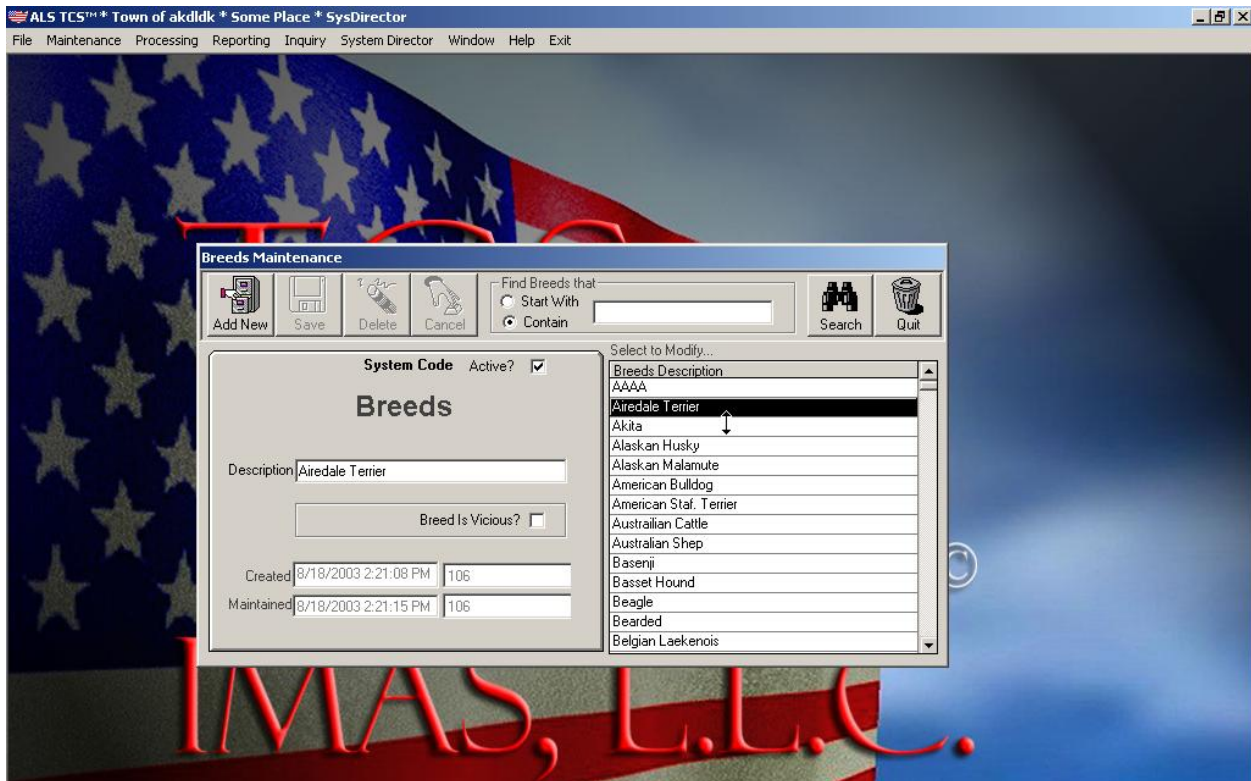 ALS TCS™ * Town of akdldk * Some Place * SysDirector
File Maintenance Processing Reporting Inquiry System Director Window Help Exit
TCS
Breeds Maintenance
Add New Save Delete Cancel
Find Breeds that
Start With
Contain
Search Quit
System Code Active?
Breeds
Description Airedale Terrier
Breed Is Vicious?
Created 8/18/2003 2:21:08 PM 106
Maintained 8/18/2003 2:21:15 PM 106
Select to Modify...
Breeds Description
AAAA
Airedale Terrier
Akita
Alaskan Husky
Alaskan Malamute
American Bulldog
American Staf. Terrier
Austrailian Cattle
Australian Shep
Basenji
Basset Hound
Beagle
Bearded
Belgian Laekenois
©
IMAS, L.L.C.